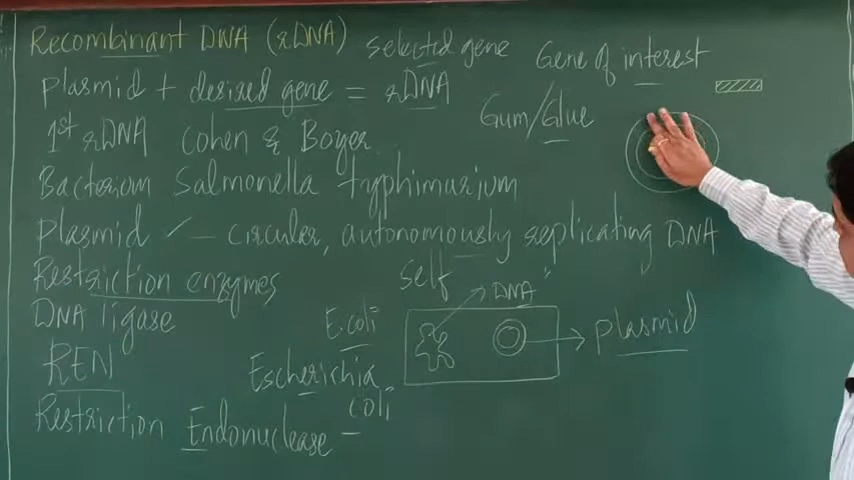 Recombinant DNA (rDNA) selected gene Gene of interest
plasmid + desired gene = rDNA
Gum/Glue
1st rDNA Cohen & Boyer
Bacterium Salmonella typhimurium
Plasmid ✓ – circular, autonomously replicating DNA
Restriction enzymes self
DNA
DNA ligase E.coli plasmid
REN Escherichia
coli
Restriction Endonuclease